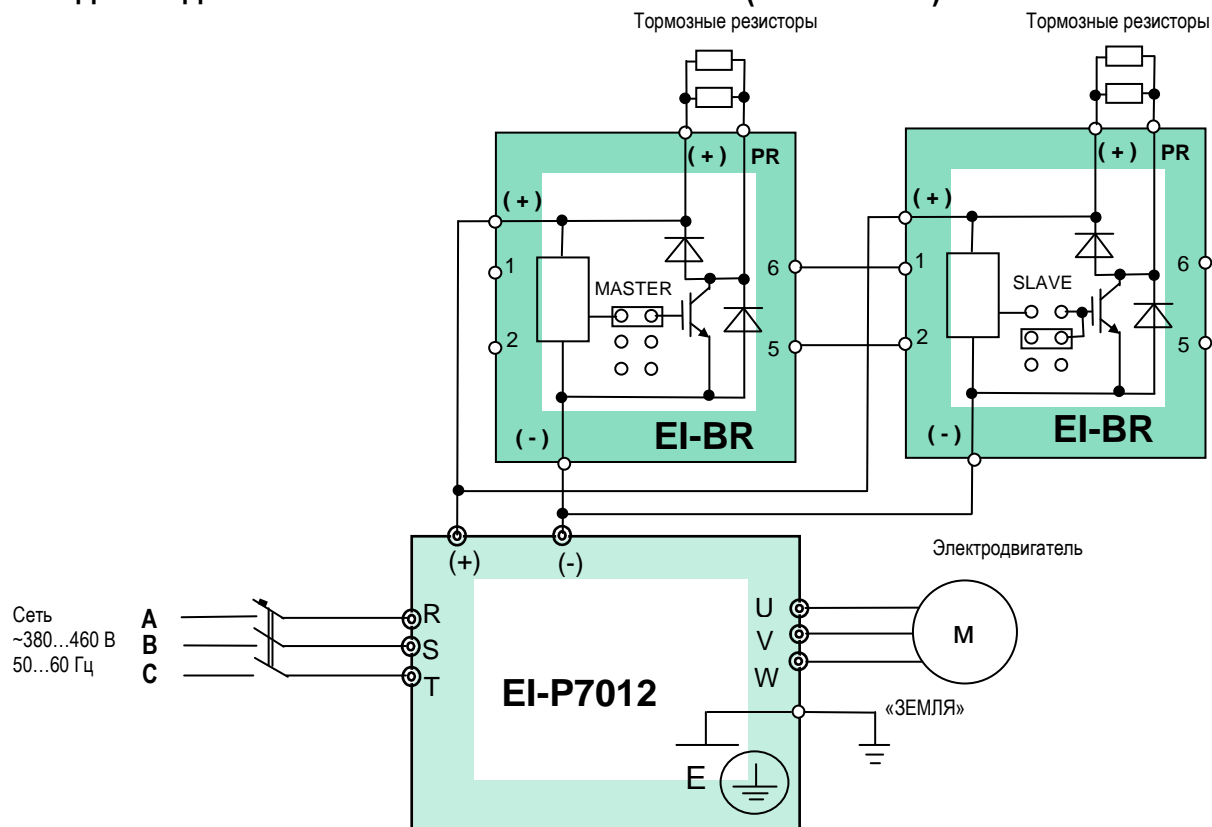 Тормозные резисторы
Тормозные резисторы
(+)
PR
(+)
PR
(+)
(+)
1
6
1
6
MASTER
SLAVE
2
5
2
5
(-)
EI-BR
(-)
EI-BR
(+)
(-)
Электродвигатель
Сеть
~380...460 В
50...60 Гц
A
B
C
R
S
T
U
V
W
M
EI-P7012
«ЗЕМЛЯ»
E